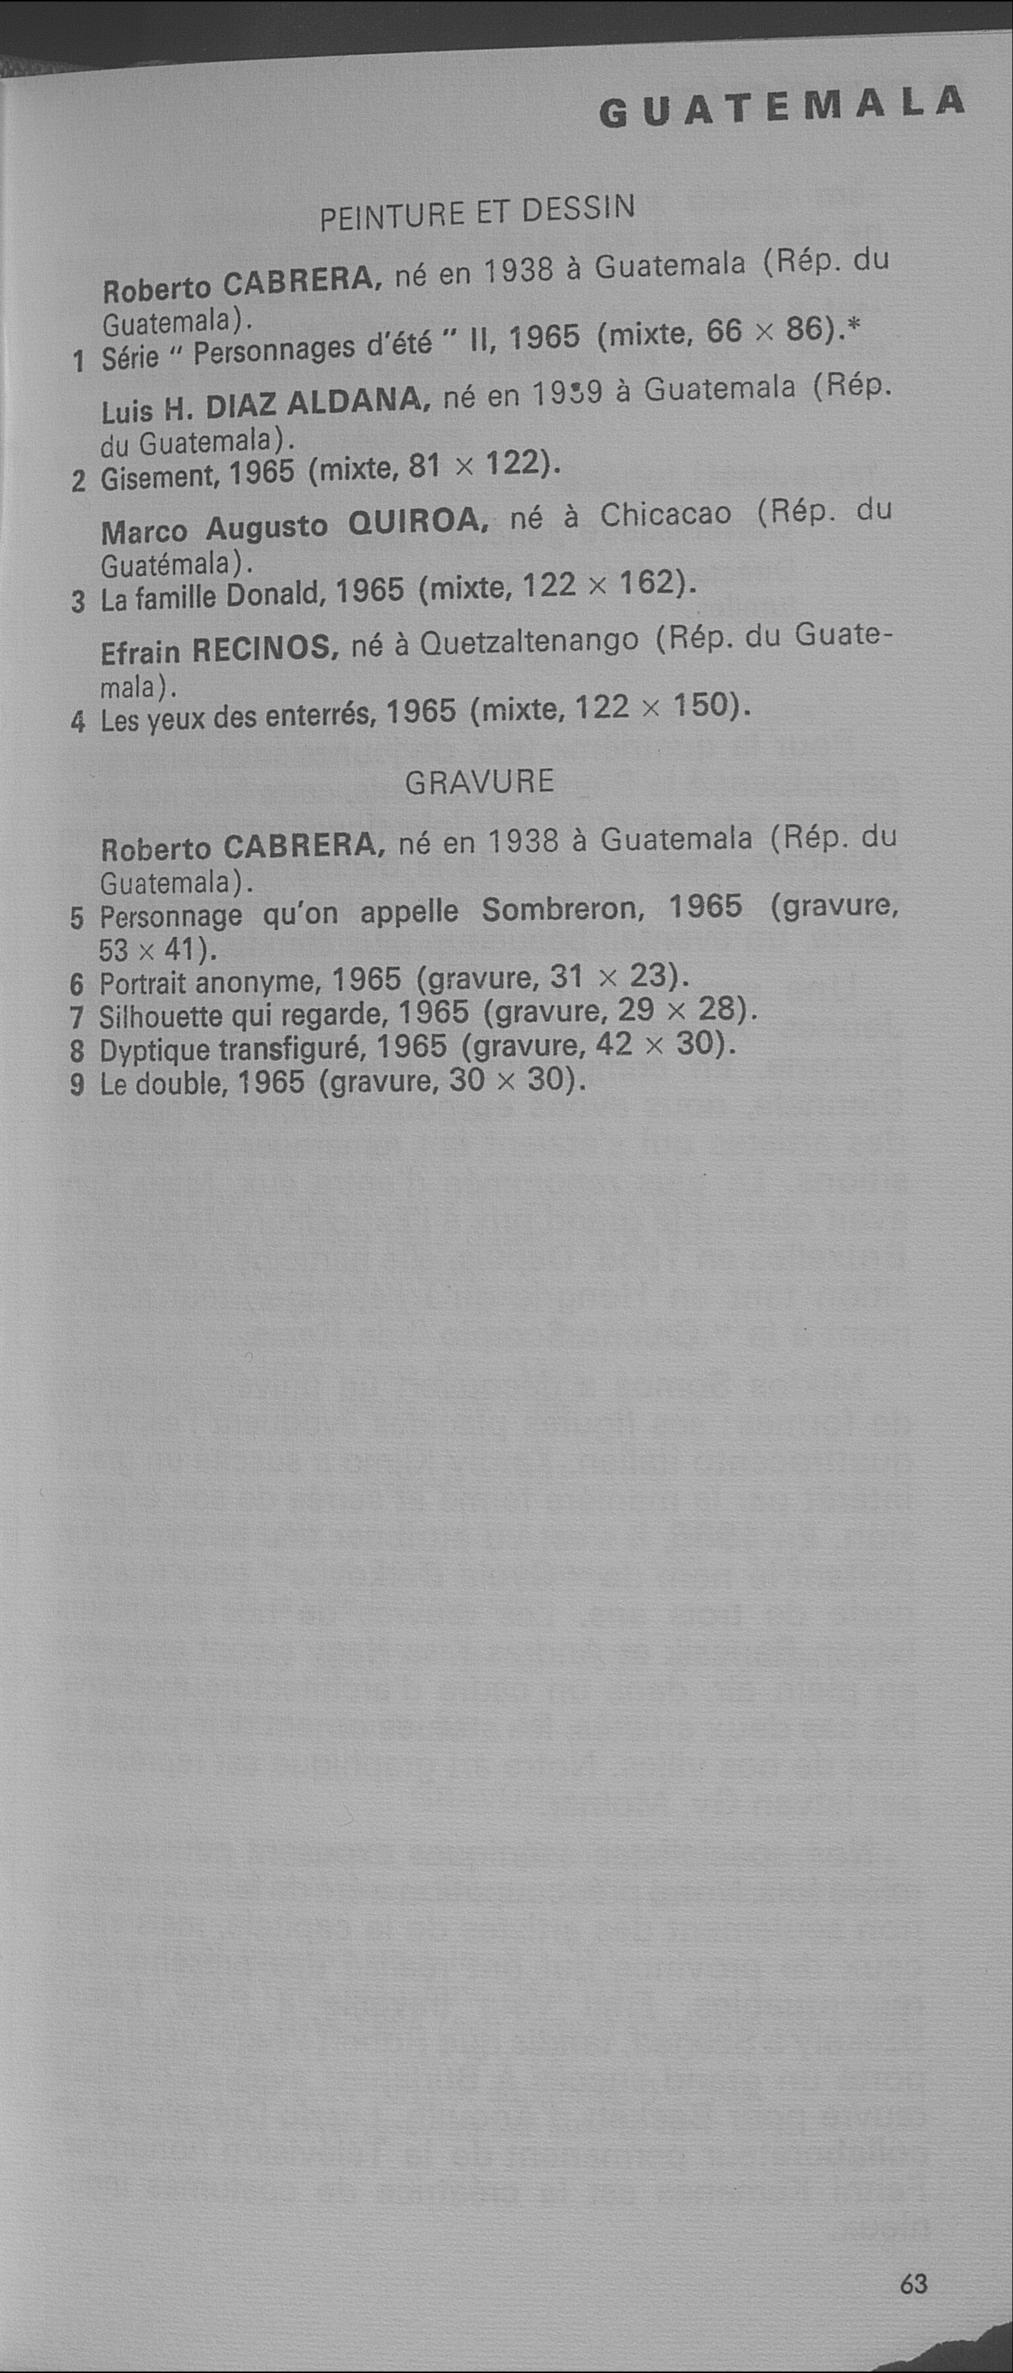 GUATEMALA
PEINTURE ET DESSIN
Roberto CABRERA, né en 1938 à Guatemala (Rép. du
Guatemala).
1 Série " Personnages d'été " II, 1965 (mixte, 66 × 86).*
Luis H. DIAZ ALDANA, né en 1939 à Guatemala (Rép.
du Guatemala).
2 Gisement, 1965 (mixte, 81 × 122).
Marco Augusto QUIROA, né à Chicacao (Rép. du
Guatémala).
3 La famille Donald, 1965 (mixte, 122 × 162).
Efrain RECINOS, né à Quetzaltenango (Rép. du Guate-
mala).
4 Les yeux des enterrés, 1965 (mixte, 122 × 150).
GRAVURE
Roberto CABRERA, né en 1938 à Guatemala (Rép. du
Guatemala).
5 Personnage qu'on appelle Sombreron, 1965 (gravure,
53 × 41).
6 Portrait anonyme, 1965 (gravure, 31 × 23).
7 Silhouette qui regarde, 1965 (gravure, 29 × 28).
8 Dyptique transfiguré, 1965 (gravure, 42 × 30).
9 Le double, 1965 (gravure, 30 × 30).
63